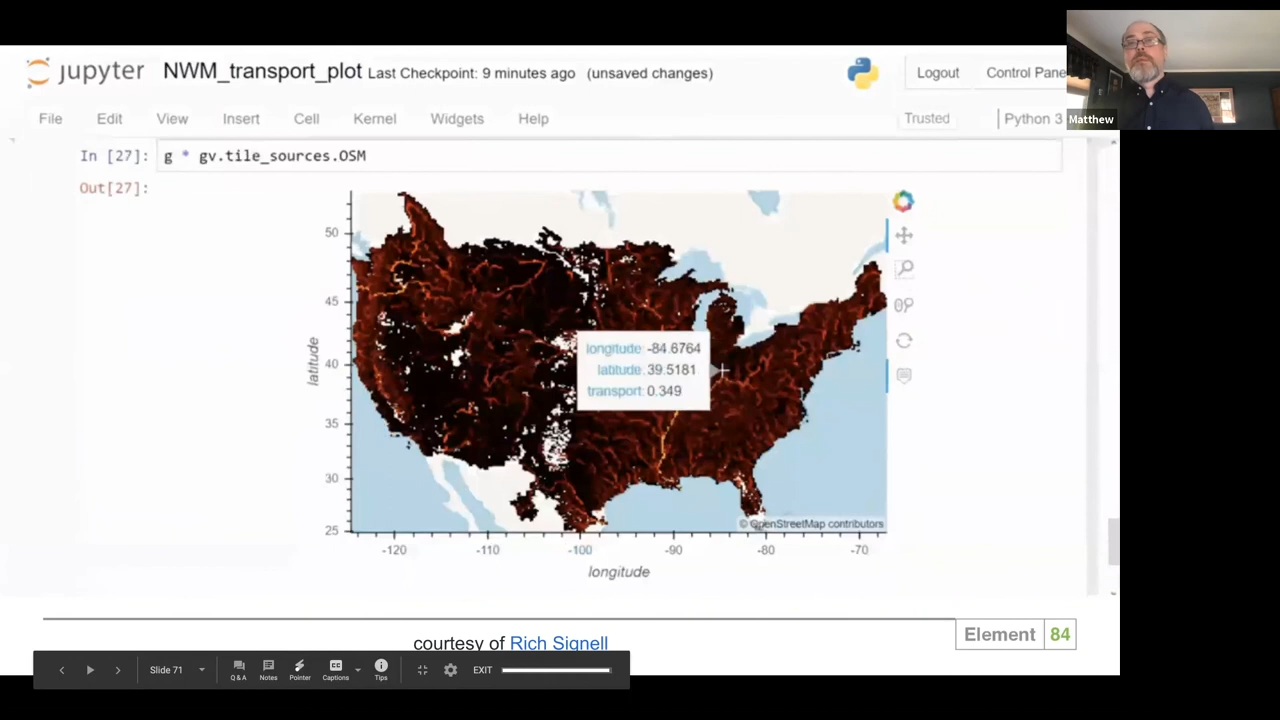 jupyter NWM_transport_plot Last Checkpoint: 9 minutes ago (unsaved changes)
Logout Control Pane
Matthew
File Edit View Insert Cell Kernel Widgets Help
Trusted Python 3
In [27]: g * gv.tile_sources.OSM
Out[27]:
50
45
40
35
30
25
latitude
longitude: -84.6764
latitude: 39.5181
transport: 0.349
© OpenStreetMap contributors
-120 -110 -100 -90 -80 -70
longitude
courtesy of Rich Signell
Element 84
Slide 71
Q & A Notes Pointer Captions Tips
EXIT